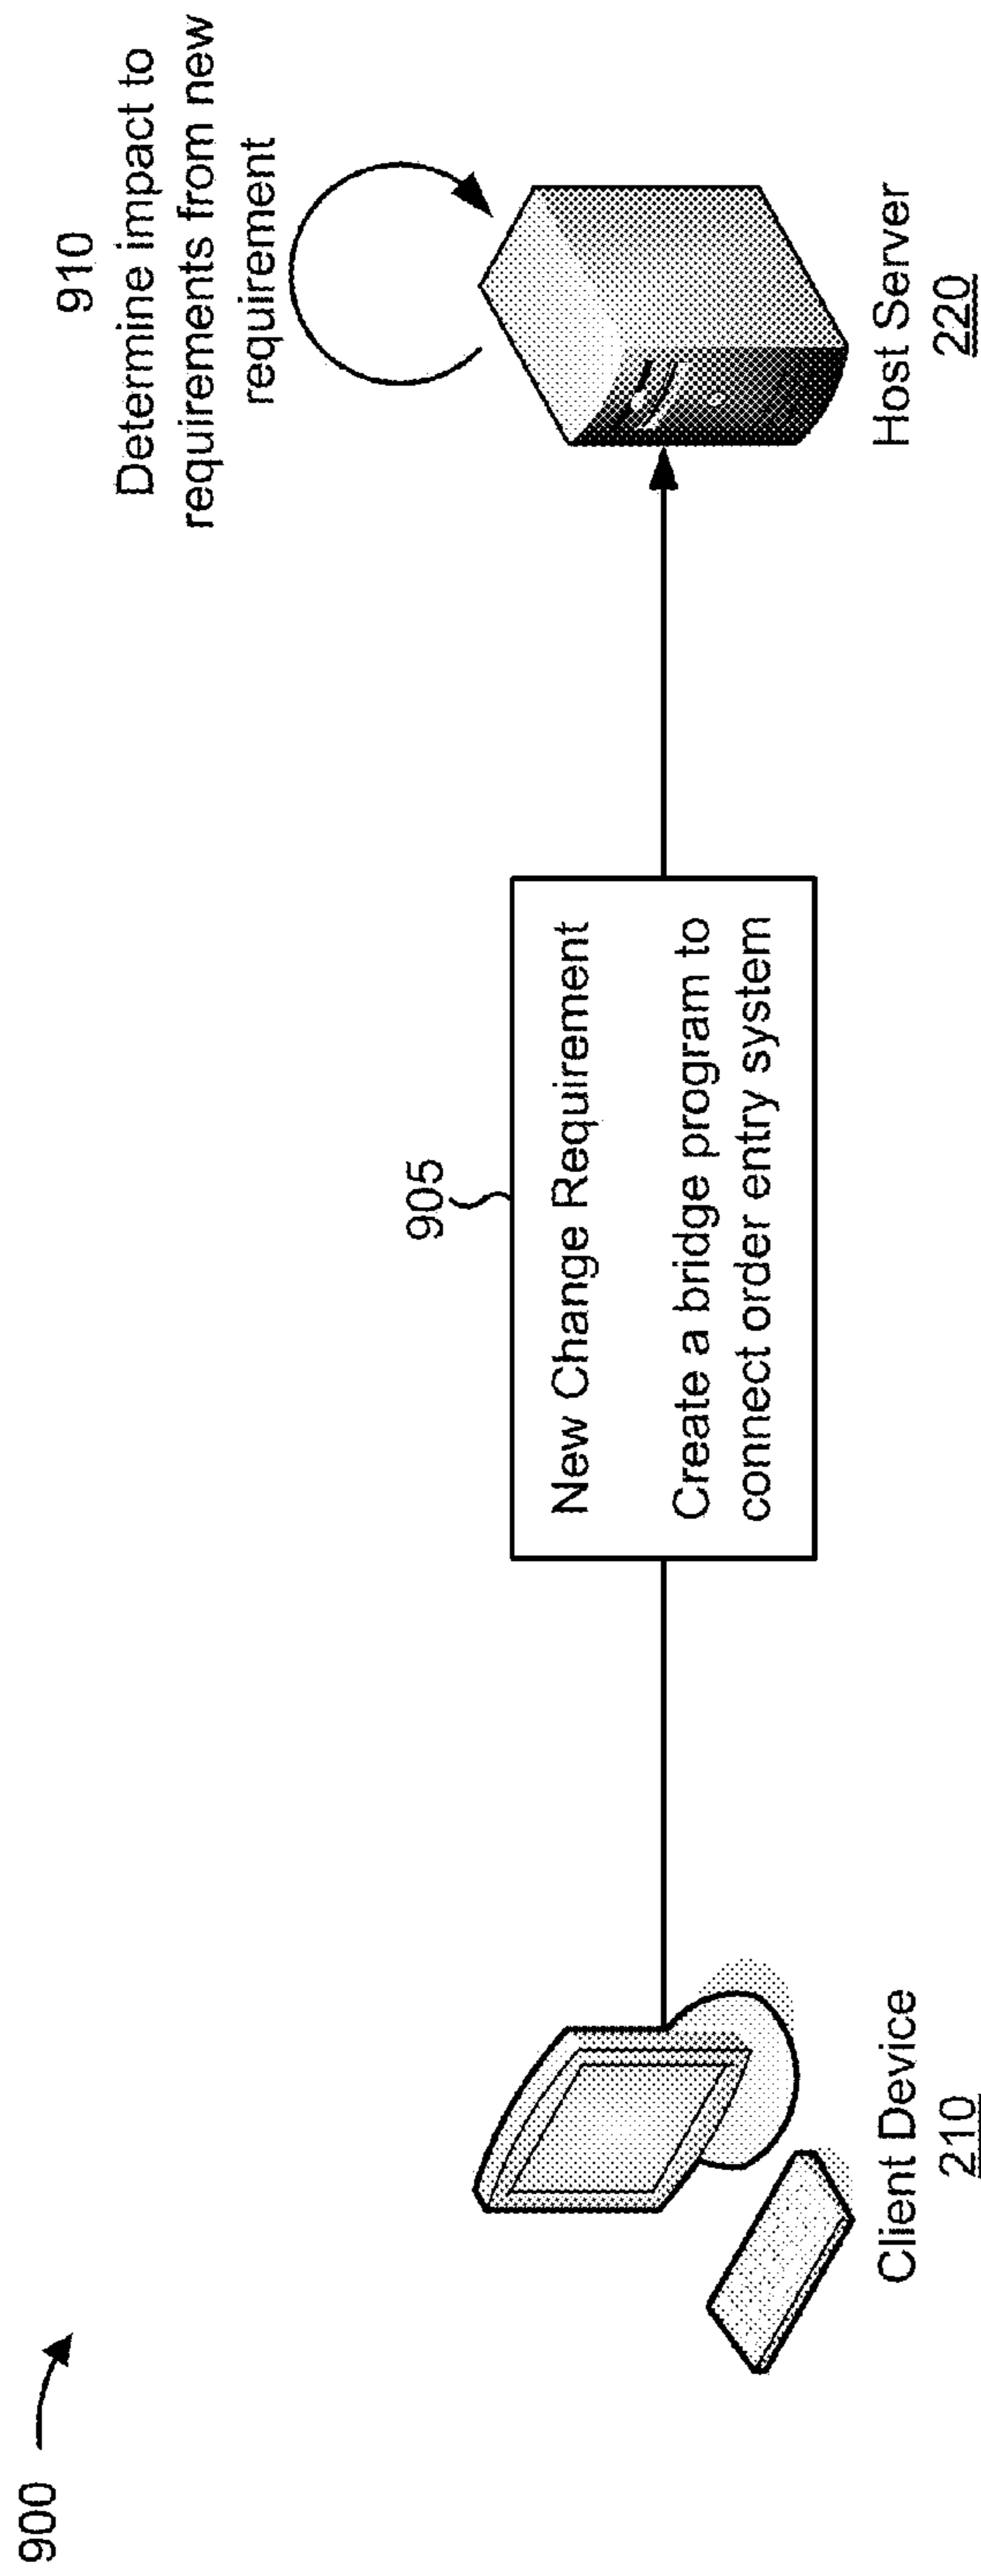 900
910
Determine impact to
requirements from new
requirement
905
New Change Requirement
Create a bridge program to
connect order entry system
Client Device
210
Host Server
220